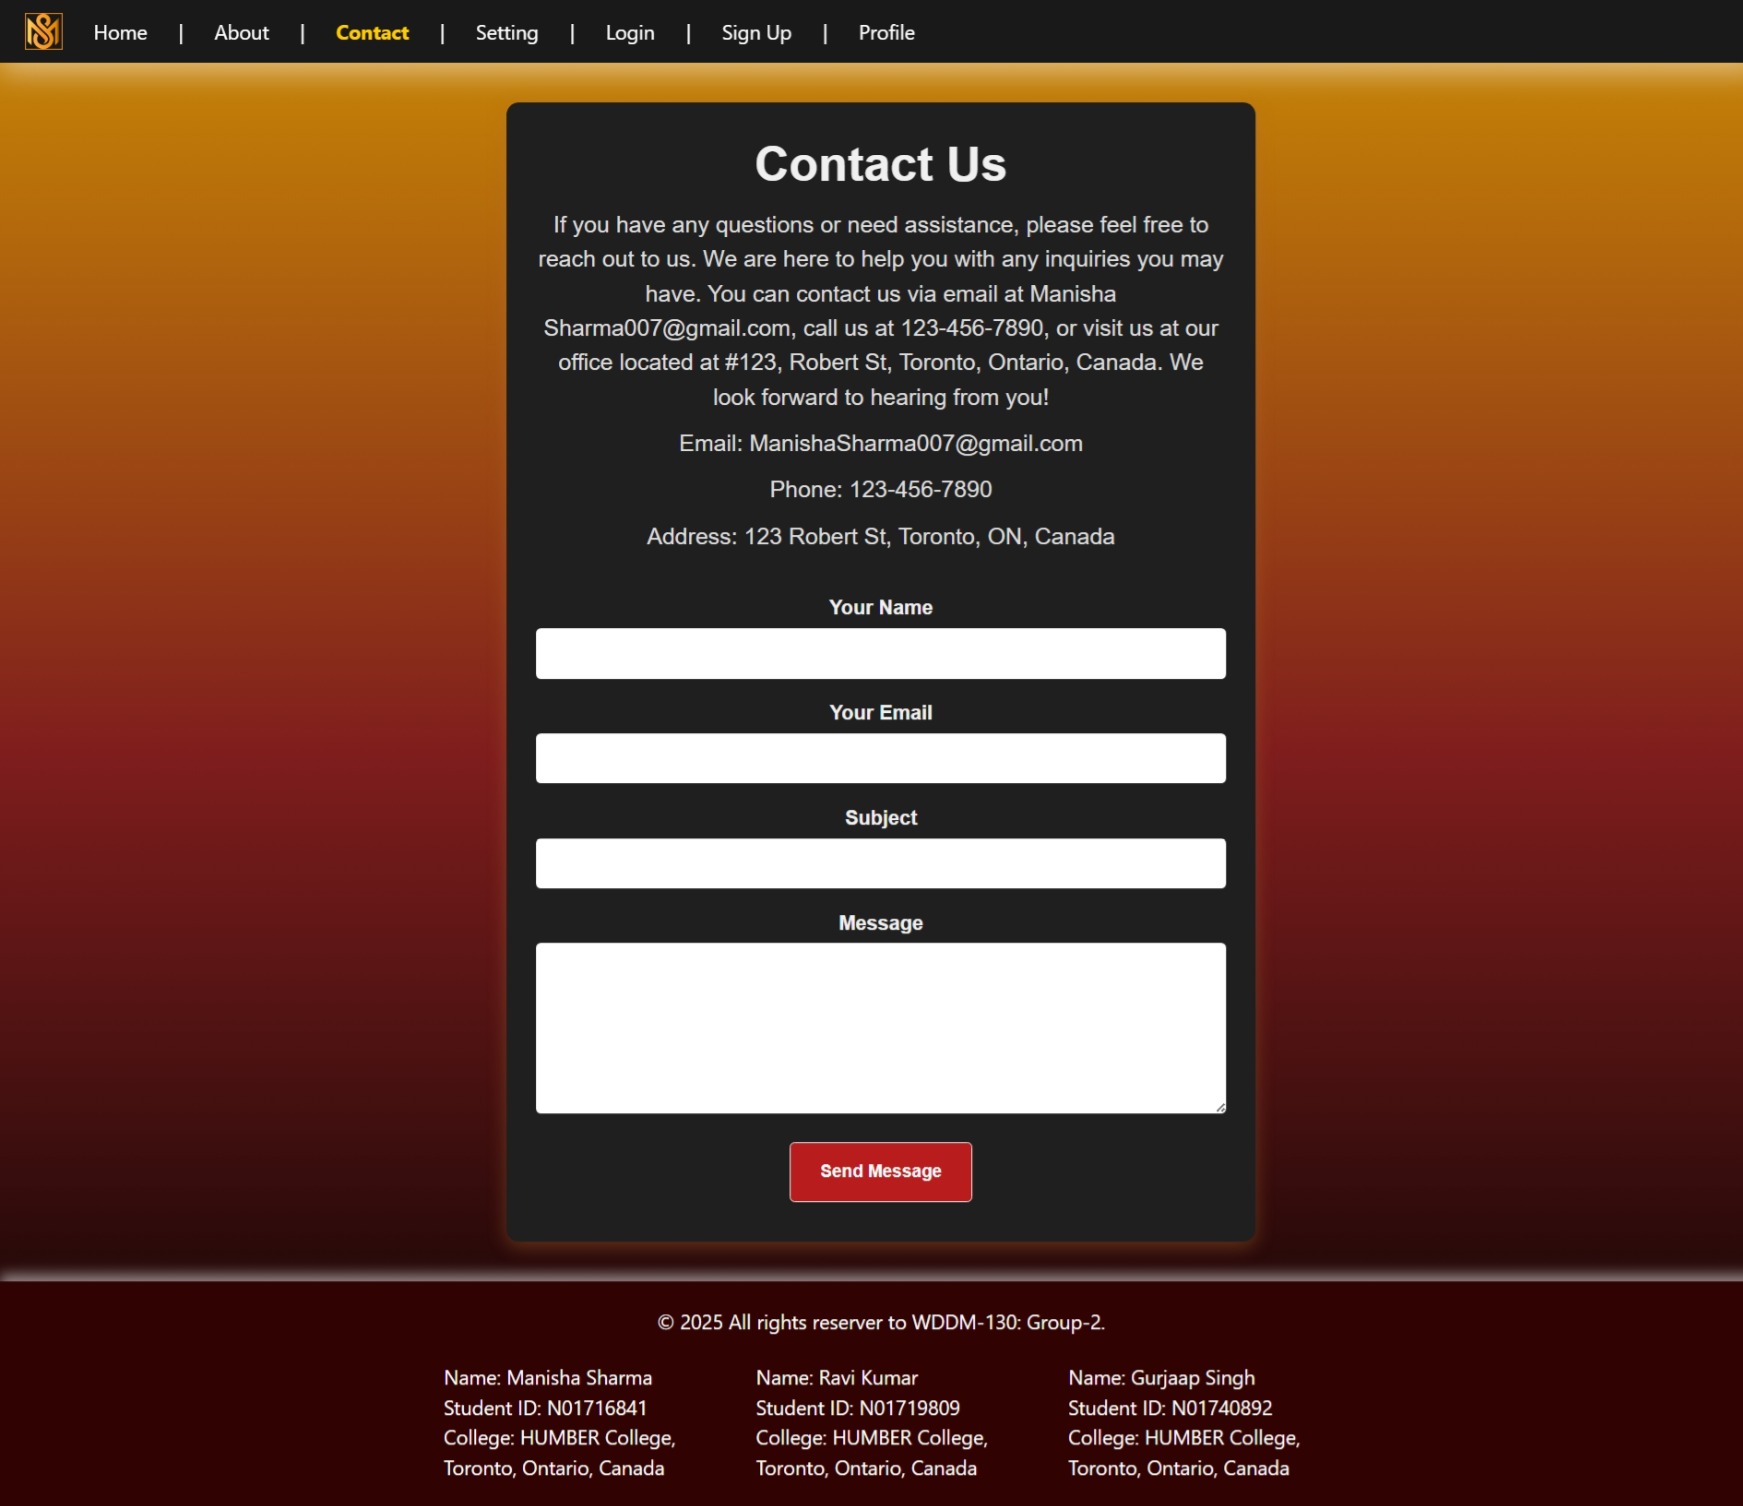 Home | About | Contact | Setting | Login | Sign Up | Profile
Contact Us
If you have any questions or need assistance, please feel free to
reach out to us. We are here to help you with any inquiries you may
have. You can contact us via email at Manisha
Sharma007@gmail.com, call us at 123-456-7890, or visit us at our
office located at #123, Robert St, Toronto, Ontario, Canada. We
look forward to hearing from you!
Email: ManishaSharma007@gmail.com
Phone: 123-456-7890
Address: 123 Robert St, Toronto, ON, Canada
Your Name
Your Email
Subject
Message
Send Message
© 2025 All rights reserver to WDDM-130: Group-2.
Name: Manisha Sharma
Student ID: N01716841
College: HUMBER College,
Toronto, Ontario, Canada
Name: Ravi Kumar
Student ID: N01719809
College: HUMBER College,
Toronto, Ontario, Canada
Name: Gurjaap Singh
Student ID: N01740892
College: HUMBER College,
Toronto, Ontario, Canada